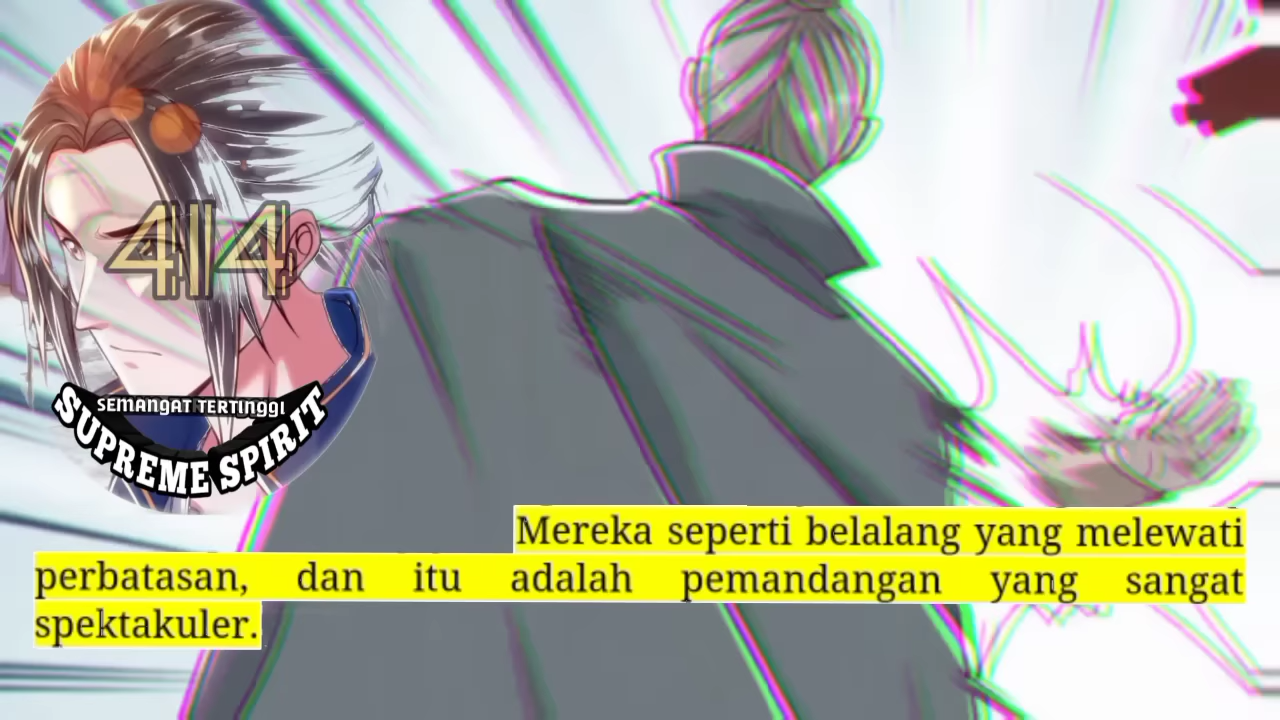 414
SEMANGAT TERTINGGI
SUPREME SPIRIT
Mereka seperti belalang yang melewati
perbatasan, dan itu adalah pemandangan yang sangat
spektakuler.